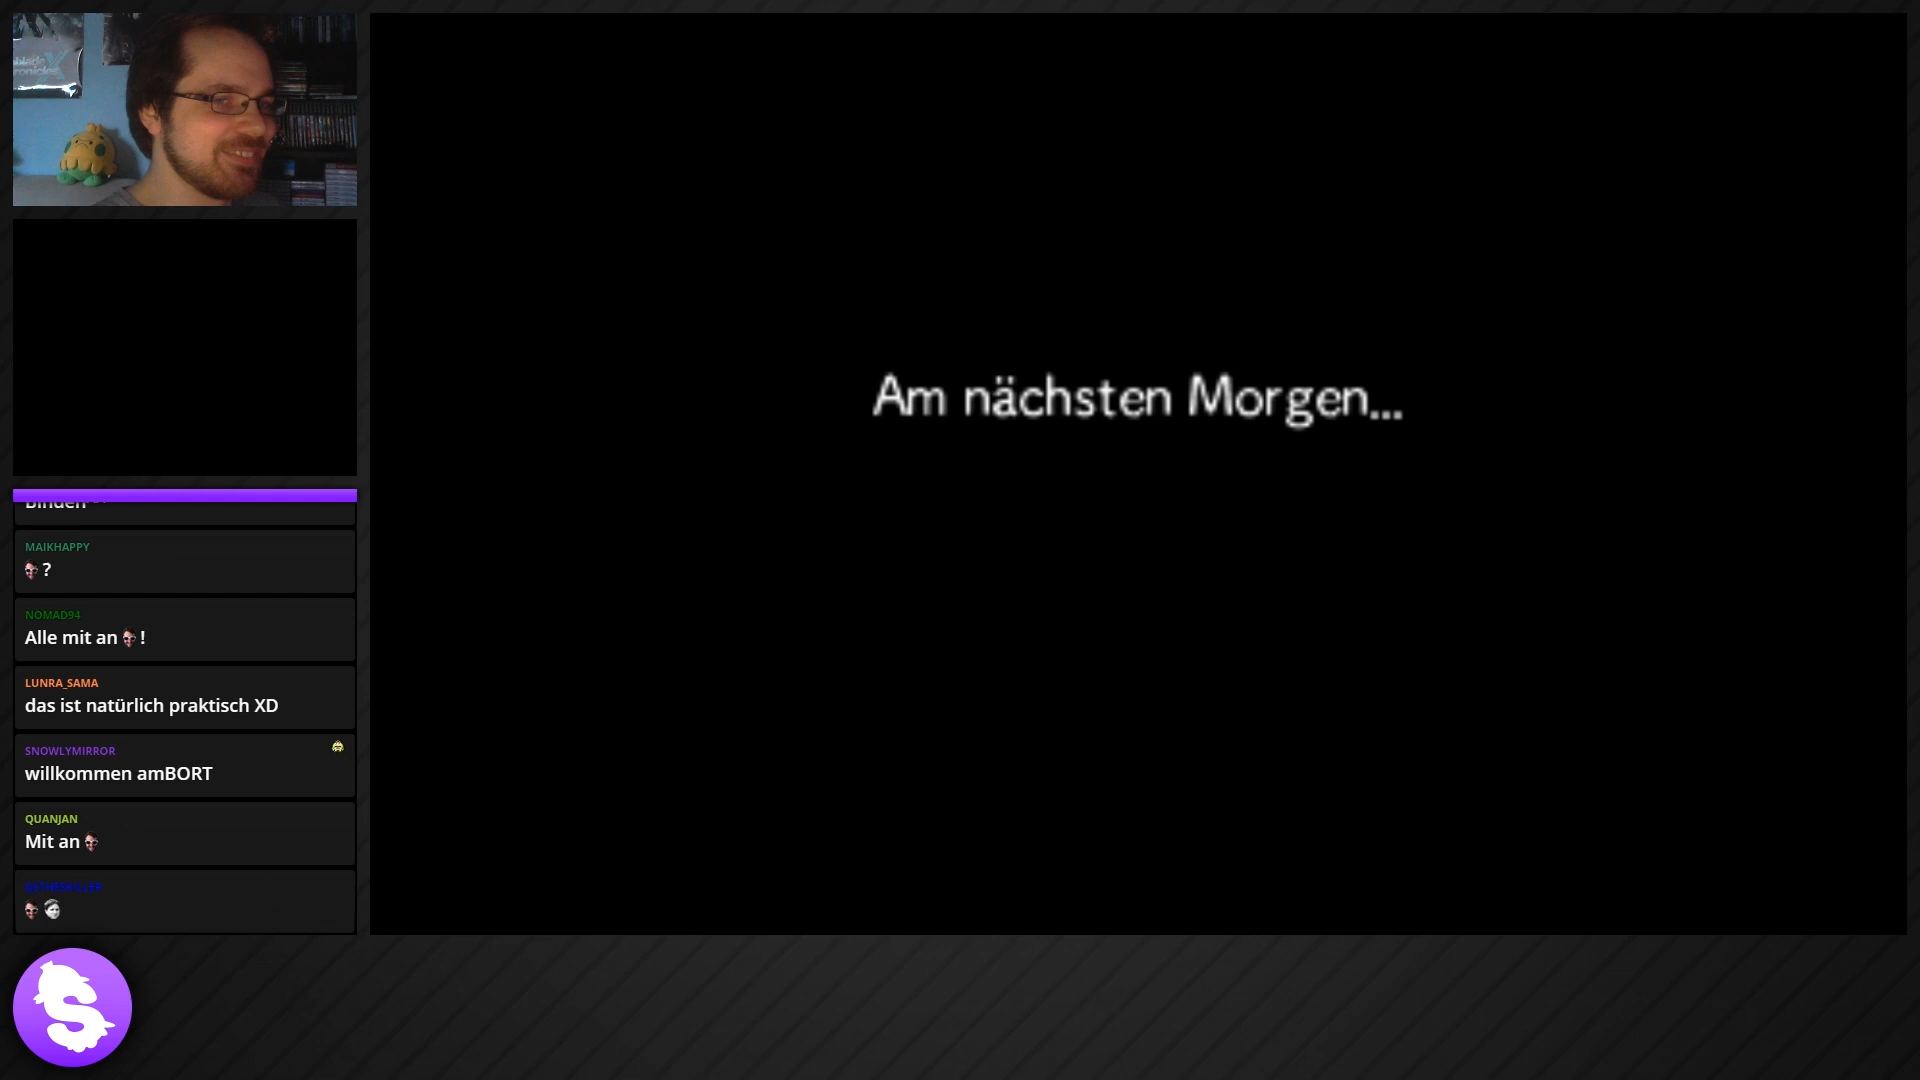 Am nächsten Morgen...
Binden
MAIKHAPPY
?
NOMAD94
Alle mit an !
LUNRA_SAMA
das ist natürlich praktisch XD
SNOWLYMIRROR
willkommen amBORT
QUANJAN
Mit an